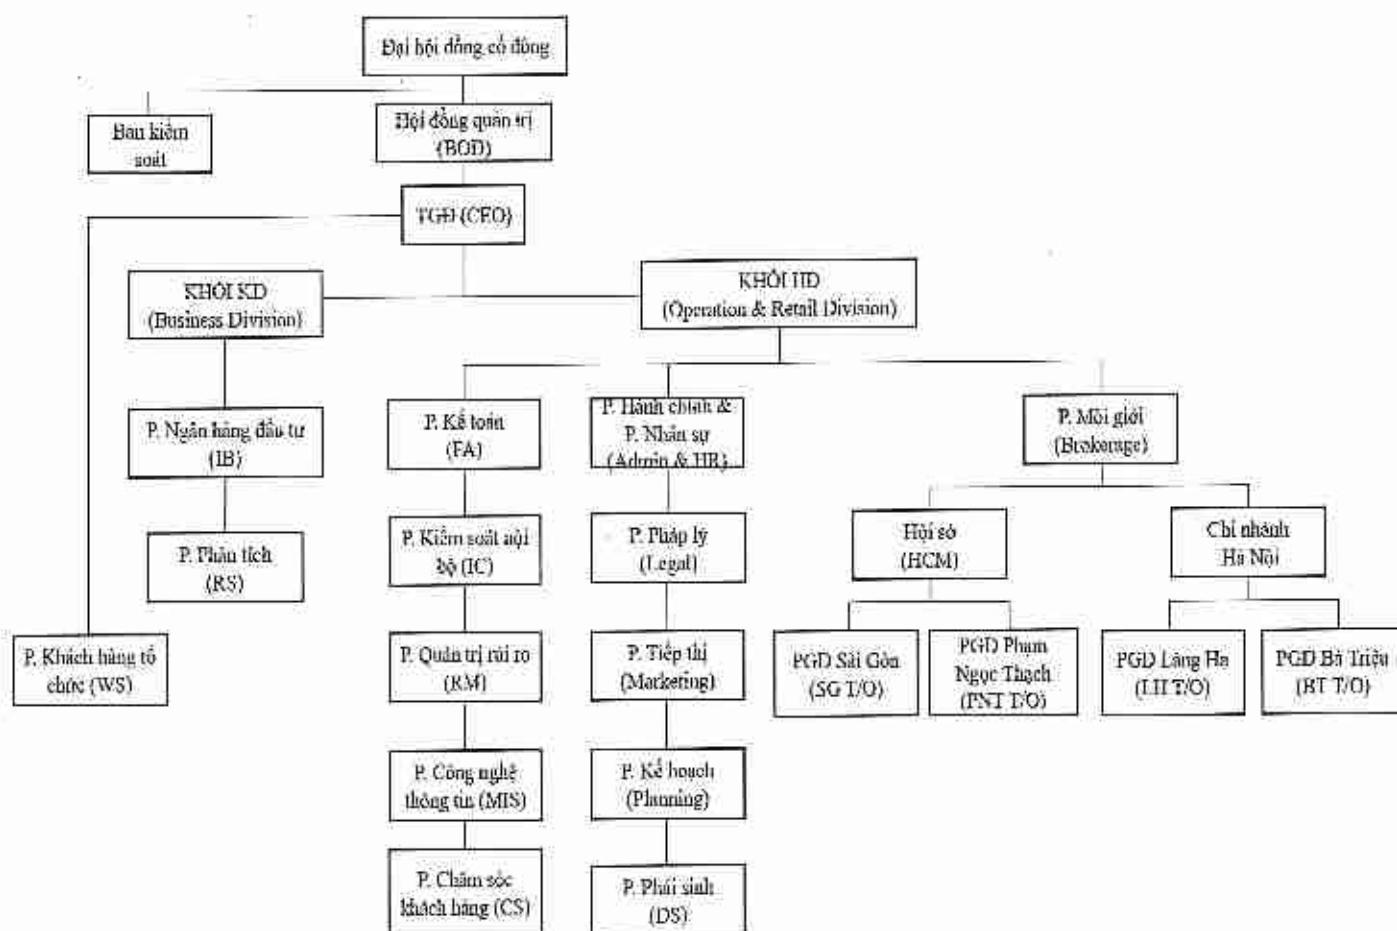 Đại hội đồng cổ đông
Ban kiểm
soát
Hội đồng quản trị
(BOD)
TGĐ (CEO)
KHỐI KD
(Business Division)
KHỐI HD
(Operation & Retail Division)
P. Ngân hàng đầu tư
(IB)
P. Phân tích
(RS)
P. Khách hàng tổ
chức (WS)
P. Kế toán
(FA)
P. Kiểm soát nội
bộ (IC)
P. Quản trị rủi ro
(RM)
P. Công nghệ
thông tin (MIS)
P. Chăm sóc
khách hàng (CS)
P. Hành chính &
P. Nhân sự
(Admin & HR)
P. Pháp lý
(Legal)
P. Tiếp thị
(Marketing)
P. Kế hoạch
(Planning)
P. Phái sinh
(DS)
P. Môi giới
(Brokerage)
Hội sở
(HCM)
Chi nhánh
Hà Nội
PGD Sài Gòn
(SG T/O)
PGD Phạm
Ngọc Thạch
(PNT T/O)
PGD Láng Hạ
(LH T/O)
PGD Bà Triệu
(BT T/O)